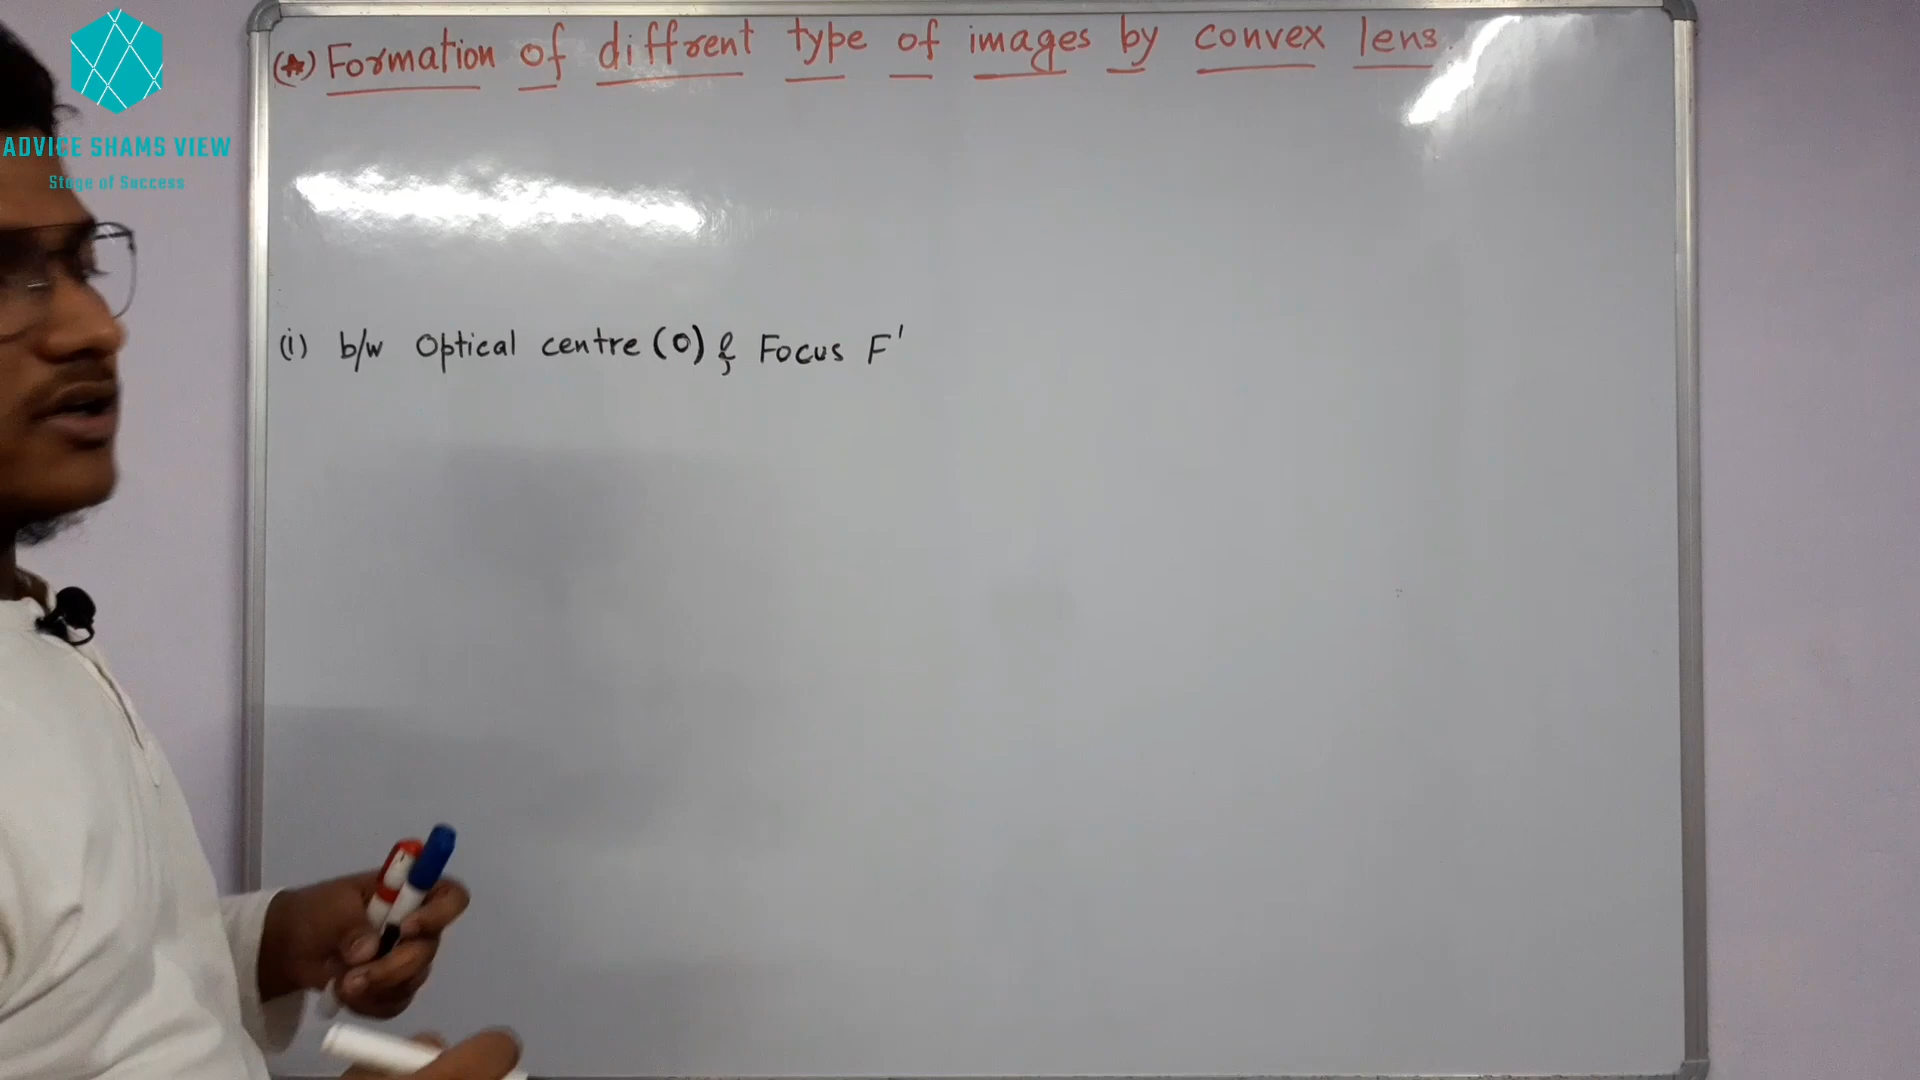 (*) Formation of diffrent type of images by convex lens.
ADVICE SHAMS VIEW
Stage of Success
(i) b/w Optical centre (O) & Focus F'